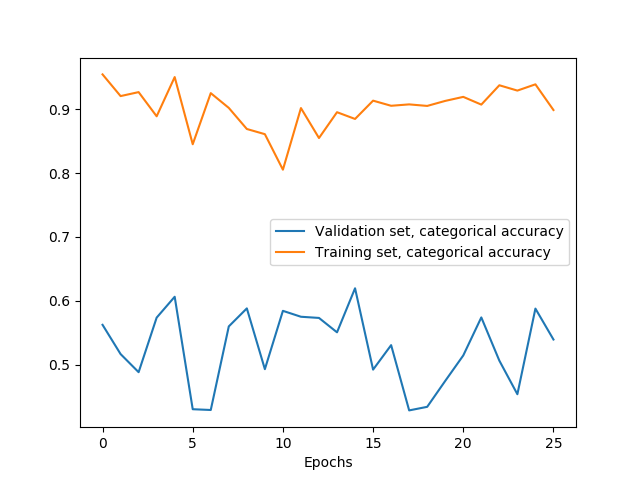 0.9
0.8
0.7
0.6
0.5
Validation set, categorical accuracy
Training set, categorical accuracy
0 5 10 15 20 25
Epochs